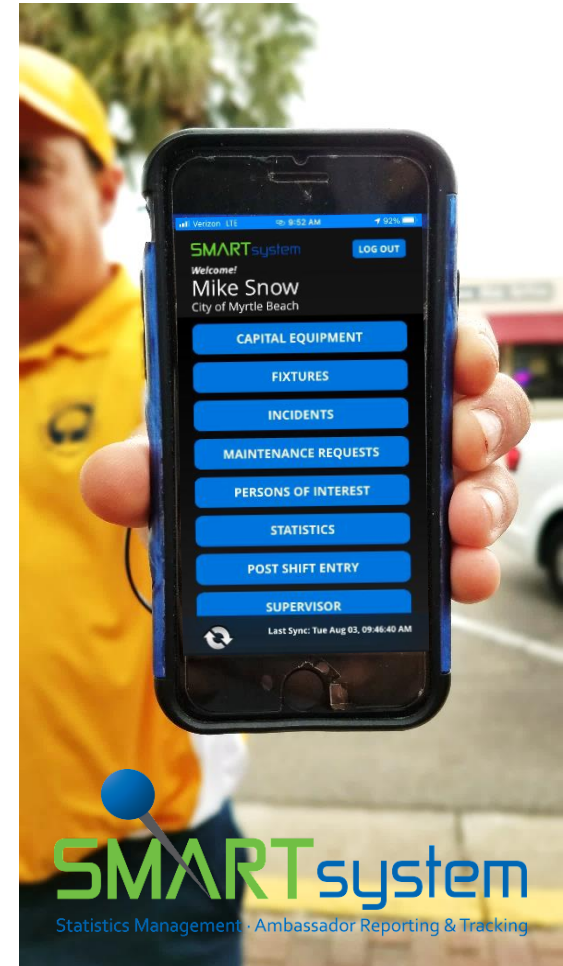 Verizon LTE 9:52 AM 92%
SMARTsystem LOG OUT
Welcome!
Mike Snow
City of Myrtle Beach
CAPITAL EQUIPMENT
FIXTURES
INCIDENTS
MAINTENANCE REQUESTS
PERSONS OF INTEREST
STATISTICS
POST SHIFT ENTRY
SUPERVISOR
Last Sync: Tue Aug 03, 09:46:40 AM
SMARTsystem
Statistics Management · Ambassador Reporting & Tracking